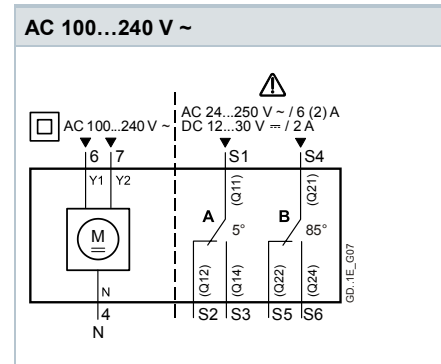 AC 100...240 V ~
AC 24...250 V ~ / 6 (2) A
AC 100...240 V ~ DC 12...30 V ⎓ / 2 A
6 7 S1 S4
Y1 Y2 (Q11) (Q21)
A B
M 5° 85°
(Q12) (Q14) (Q22) (Q24)
N
4 S2 S3 S5 S6
N
GD..1E_G07